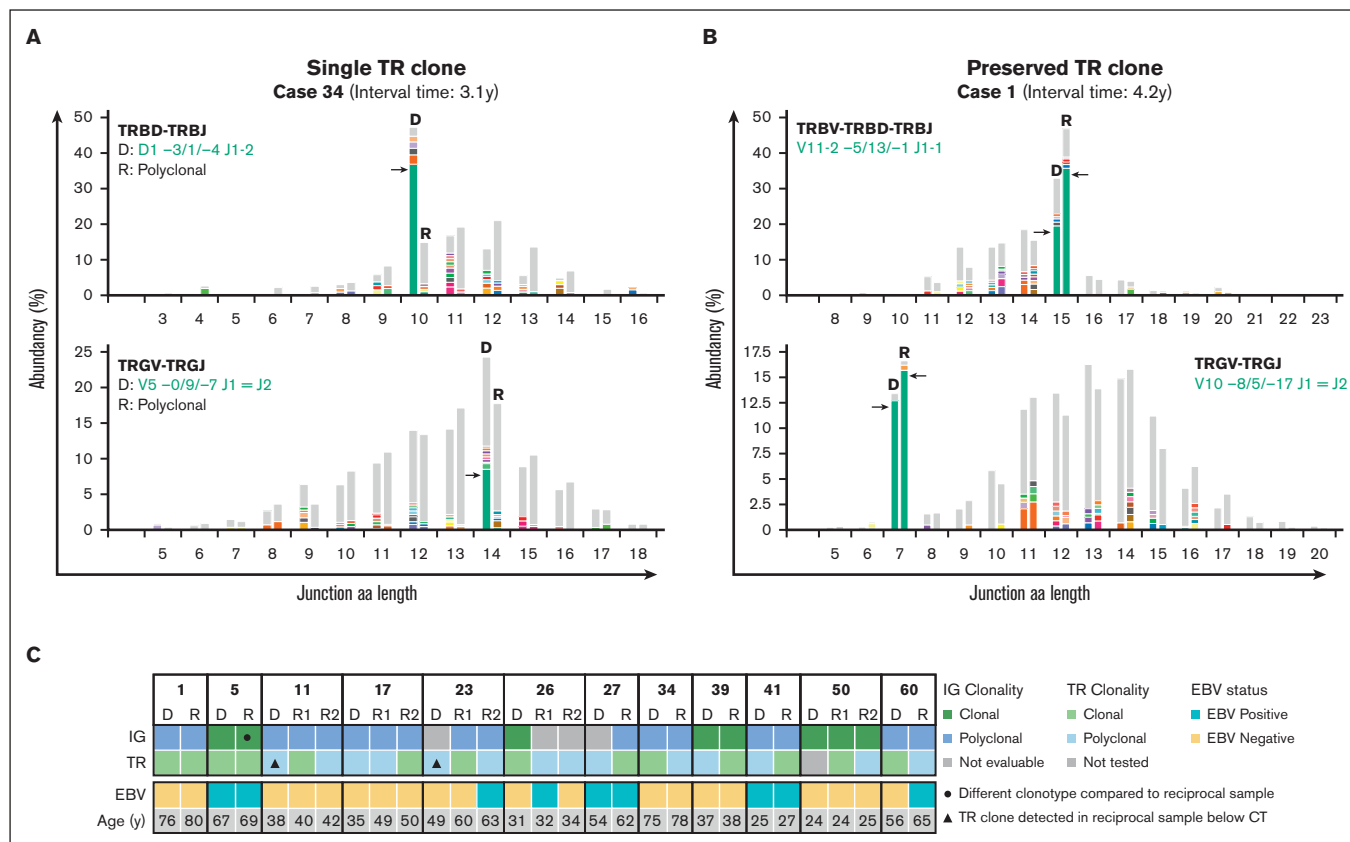 A
Single TR clone
Case 34 (Interval time: 3.1y)
TRBD-TRBJ
D: D1 −3/1/−4 J1-2
R: Polyclonal
D
R
50
40
30
20
10
0
3 4 5 6 7 8 9 10 11 12 13 14 15 16
TRGV-TRGJ
D: V5 −0/9/−7 J1 = J2
R: Polyclonal
D
R
25
20
15
10
5
0
5 6 7 8 9 10 11 12 13 14 15 16 17 18
Abundancy (%)
Junction aa length
B
Preserved TR clone
Case 1 (Interval time: 4.2y)
TRBV-TRBD-TRBJ
V11-2 −5/13/−1 J1-1
D
R
50
40
30
20
10
0
8 9 10 11 12 13 14 15 16 17 18 19 20 21 22 23
TRGV-TRGJ
V10 −8/5/−17 J1 = J2
D
R
17.5
15
12.5
10
7.5
5
2.5
0
5 6 7 8 9 10 11 12 13 14 15 16 17 18 19 20
Abundancy (%)
Junction aa length
C
1 5 11 17 23 26 27 34 39 41 50 60
D R D R D R1 R2 D R1 R2 D R1 R2 D R1 R2 D R D R D R D R D R1 R2 D R
IG
TR
EBV
Age (y) 76 80 67 69 38 40 42 35 49 50 49 60 63 31 32 34 54 62 75 78 37 38 25 27 24 24 25 56 65
IG Clonality
Clonal
Polyclonal
Not evaluable
TR Clonality
Clonal
Polyclonal
Not tested
EBV status
EBV Positive
EBV Negative
● Different clonotype compared to reciprocal sample
▲ TR clone detected in reciprocal sample below CT